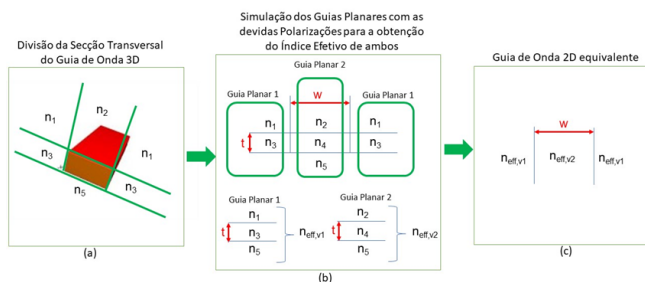 Divisão da Secção Transversal
do Guia de Onda 3D
n1
n2
n1
n3
n3
n5
(a)
Simulação dos Guias Planares com as
devidas Polarizações para a obtenção
do Índice Efetivo de ambos
Guia Planar 2
Guia Planar 1
Guia Planar 1
w
n1
n2
n1
t
n3
n4
n3
n5
Guia Planar 1
n1
t
n3
n5
neff,v1
Guia Planar 2
n2
t
n4
n5
neff,v2
(b)
Guia de Onda 2D equivalente
w
neff,v1
neff,v2
neff,v1
(c)